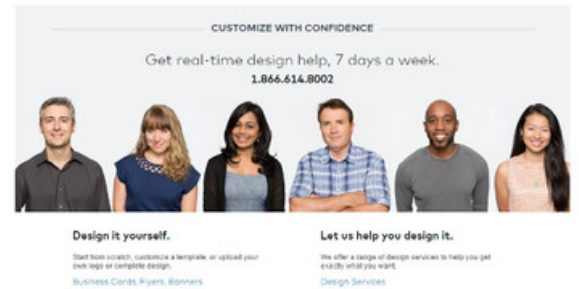 CUSTOMIZE WITH CONFIDENCE
Get real-time design help, 7 days a week.
1.866.614.8002
Design it yourself.
Start from scratch, customize a template, or upload your
own logo or complete design.
Business Cards, Flyers, Banners
Let us help you design it.
We offer a range of design services to help you get
exactly what you want.
Design Services